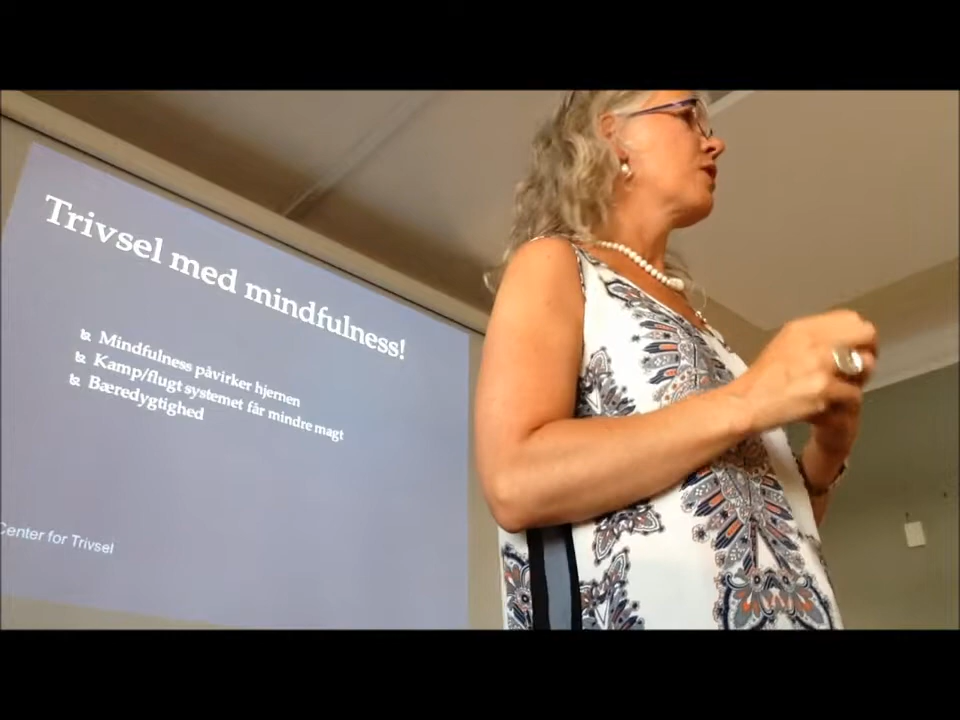 Trivsel med mindfulness!
Mindfulness påvirker hjernen
Kamp/flugt systemet får mindre magt
Bæredygtighed
Center for Trivsel